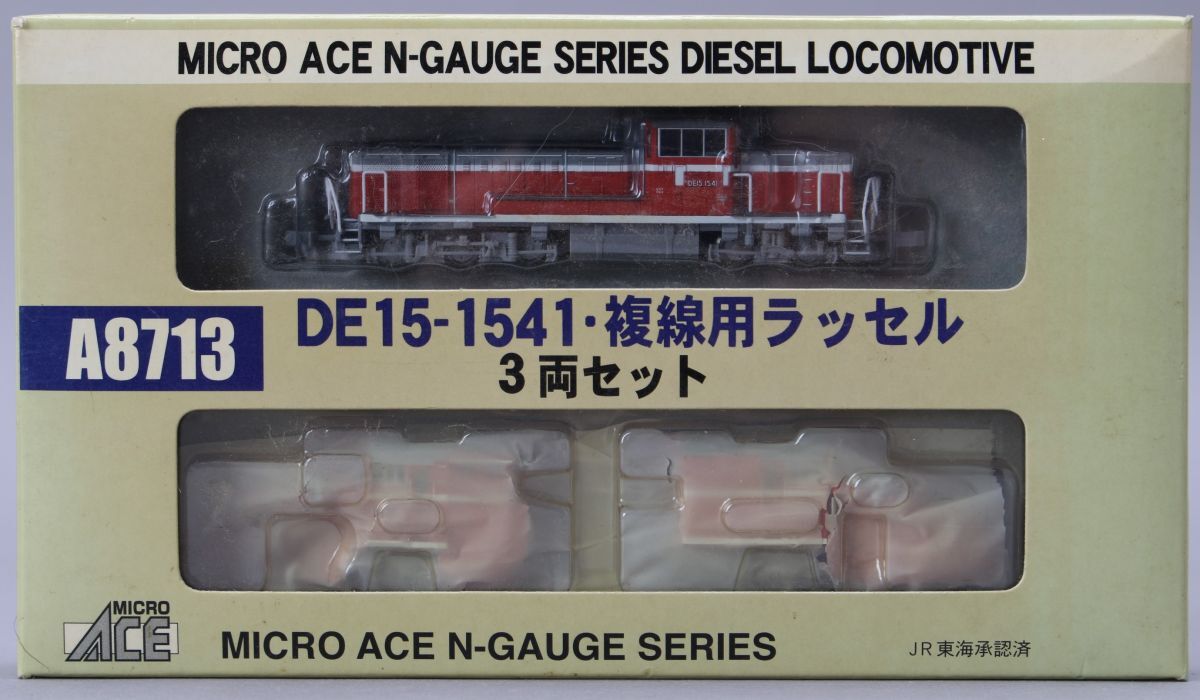 MICRO ACE N-GAUGE SERIES DIESEL LOCOMOTIVE
DE15 1541
A8713
DE15-1541・複線用ラッセル
3両セット
MICRO
ACE
MICRO ACE N-GAUGE SERIES
JR東海承認済